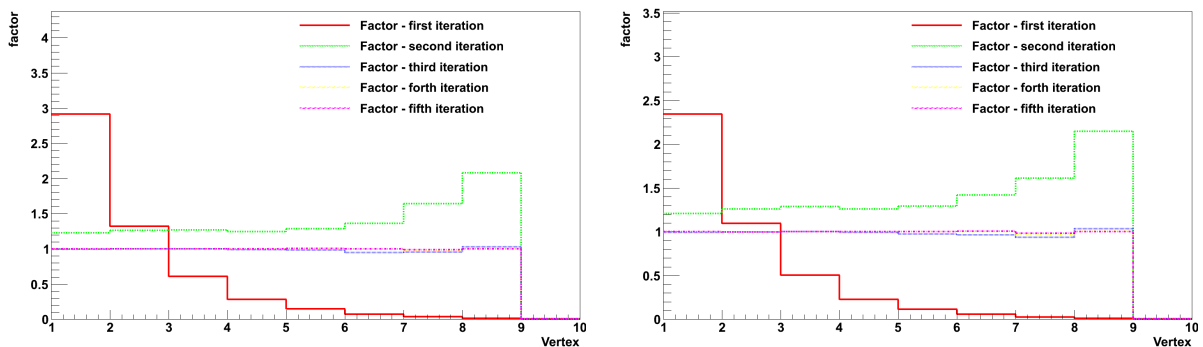 factor
4
3.5
3
2.5
2
1.5
1
0.5
0
1 2 3 4 5 6 7 8 9 10
Vertex
Factor - first iteration
Factor - second iteration
Factor - third iteration
Factor - forth iteration
Factor - fifth iteration
factor
3.5
3
2.5
2
1.5
1
0.5
0
1 2 3 4 5 6 7 8 9 10
Vertex
Factor - first iteration
Factor - second iteration
Factor - third iteration
Factor - forth iteration
Factor - fifth iteration